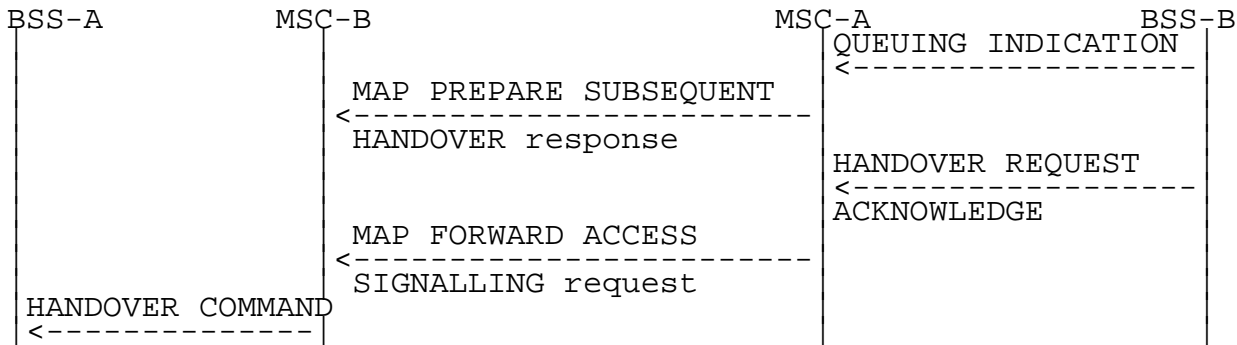 BSS-A MSC-B MSC-A BSS-B
QUEUING INDICATION
MAP PREPARE SUBSEQUENT
HANDOVER response
HANDOVER REQUEST
ACKNOWLEDGE
MAP FORWARD ACCESS
SIGNALLING request
HANDOVER COMMAND